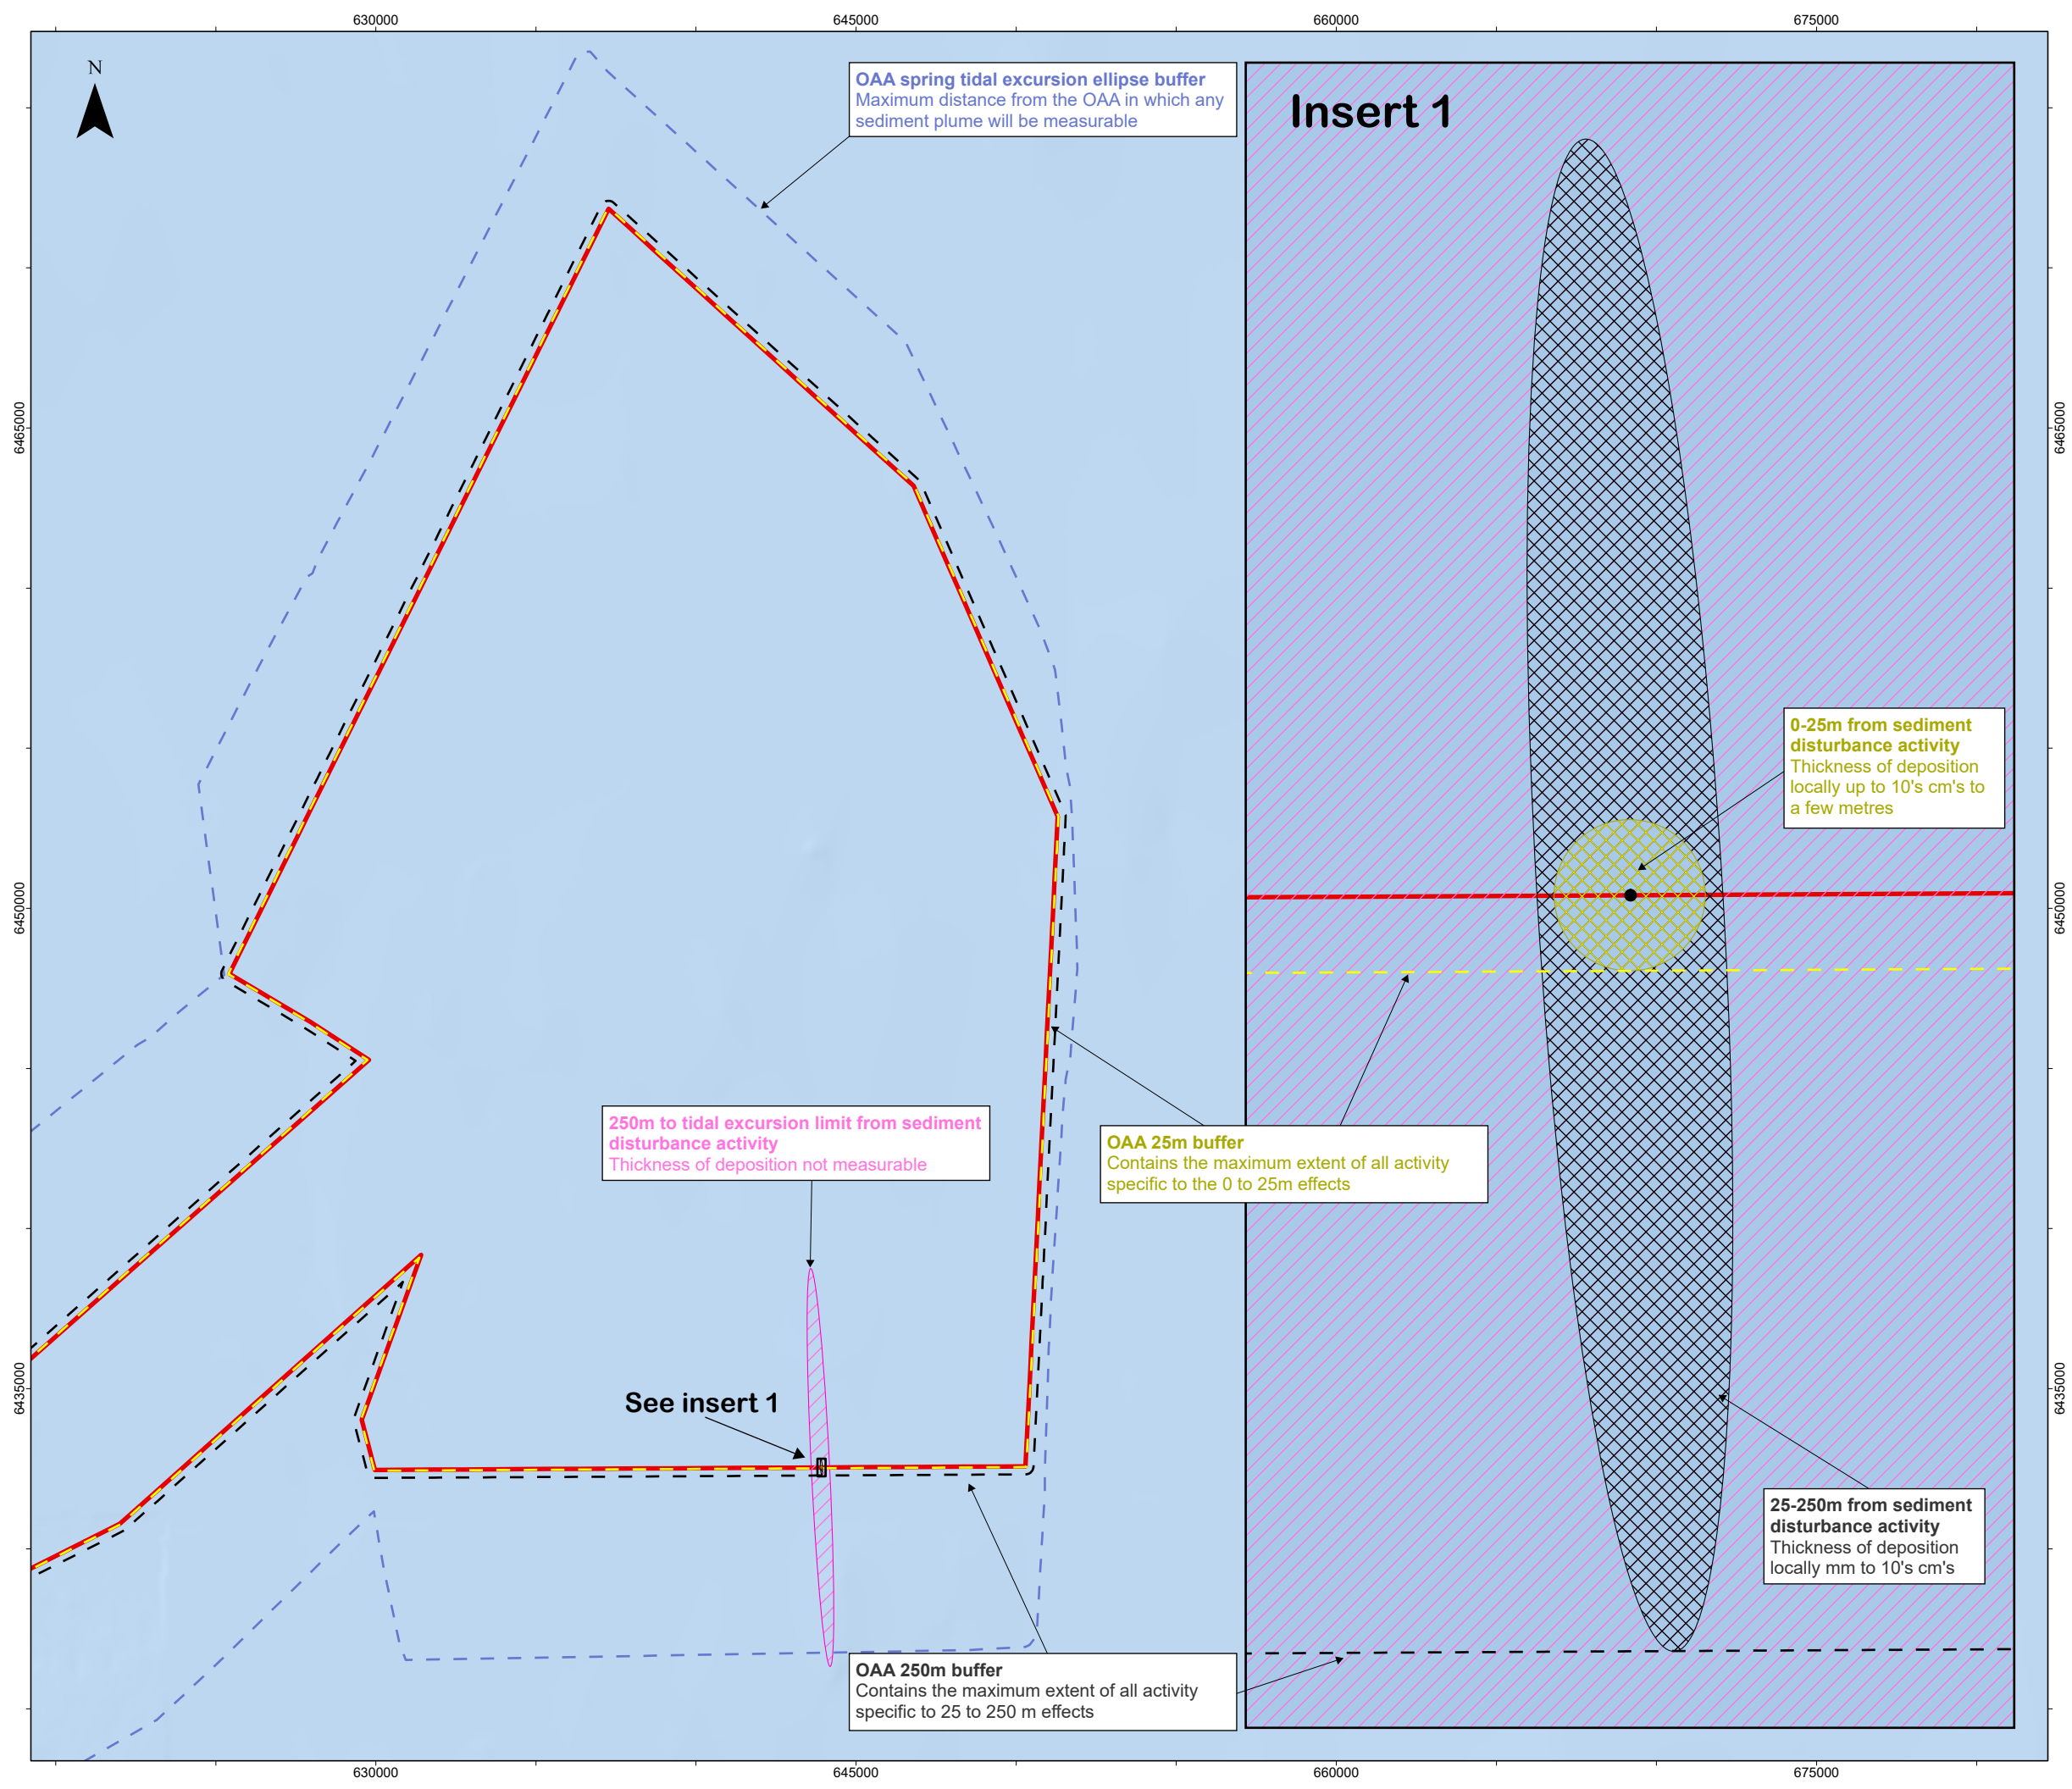 630000
645000
660000
675000
N
OAA spring tidal excursion ellipse buffer
Maximum distance from the OAA in which any
sediment plume will be measurable
Insert 1
6465000
6465000
0-25m from sediment
disturbance activity
Thickness of deposition
locally up to 10's cm's to
a few metres
6450000
6450000
250m to tidal excursion limit from sediment
disturbance activity
Thickness of deposition not measurable
OAA 25m buffer
Contains the maximum extent of all activity
specific to the 0 to 25m effects
6435000
6435000
See insert 1
25-250m from sediment
disturbance activity
Thickness of deposition
locally mm to 10's cm's
OAA 250m buffer
Contains the maximum extent of all activity
specific to 25 to 250 m effects
630000
645000
660000
675000